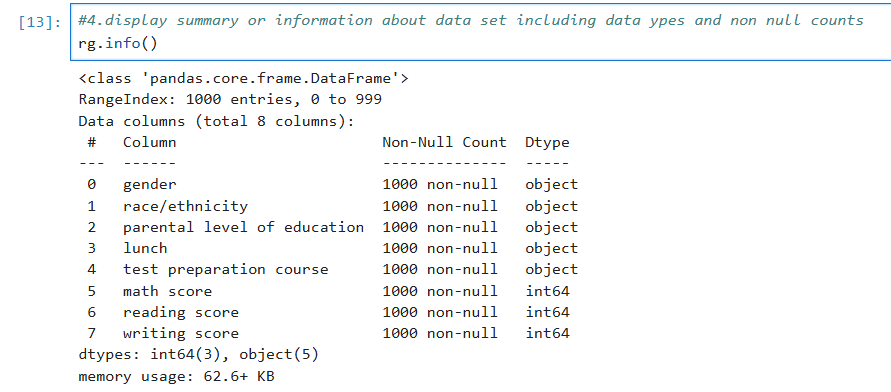 [13]: #4.display summary or information about data set including data ypes and non null counts
rg.info()
<class 'pandas.core.frame.DataFrame'>
RangeIndex: 1000 entries, 0 to 999
Data columns (total 8 columns):
 #   Column                       Non-Null Count  Dtype
---  ------                       --------------  -----
 0   gender                       1000 non-null   object
 1   race/ethnicity               1000 non-null   object
 2   parental level of education  1000 non-null   object
 3   lunch                        1000 non-null   object
 4   test preparation course      1000 non-null   object
 5   math score                   1000 non-null   int64
 6   reading score                1000 non-null   int64
 7   writing score                1000 non-null   int64
dtypes: int64(3), object(5)
memory usage: 62.6+ KB